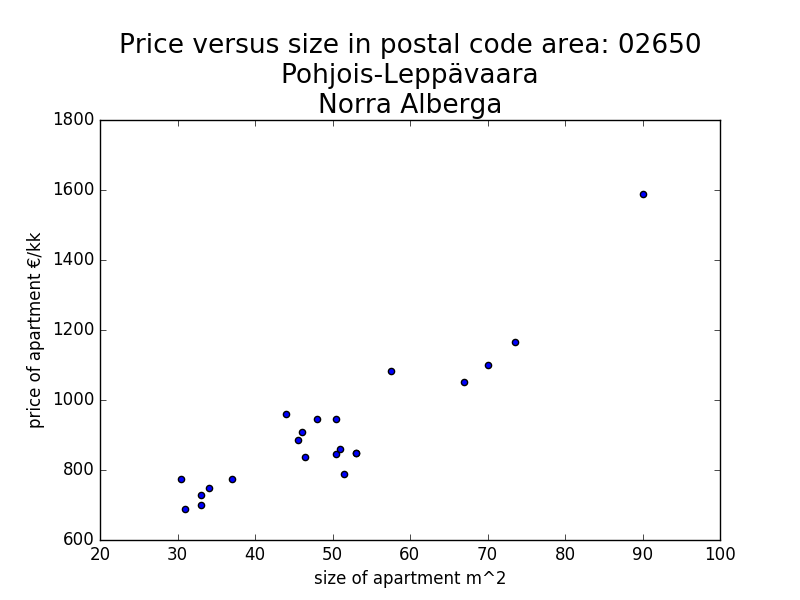 Price versus size in postal code area: 02650
Pohjois-Leppävaara
Norra Alberga
1800
1600
1400
1200
1000
800
600
price of apartment €/kk
20 30 40 50 60 70 80 90 100
size of apartment m^2